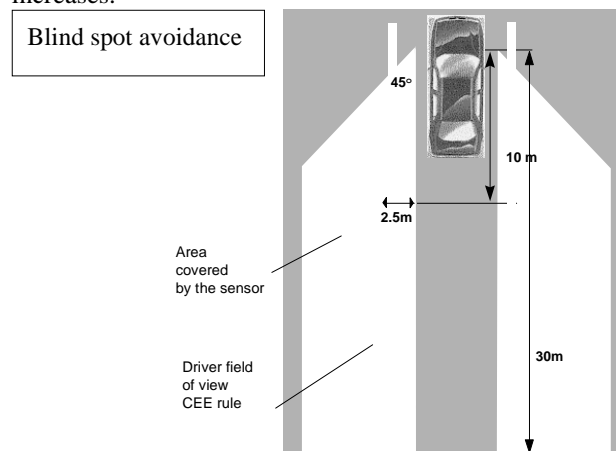 increases.
Blind spot avoidance
45°
10 m
2.5m
Area
covered
by the sensor
Driver field
of view
CEE rule
30m